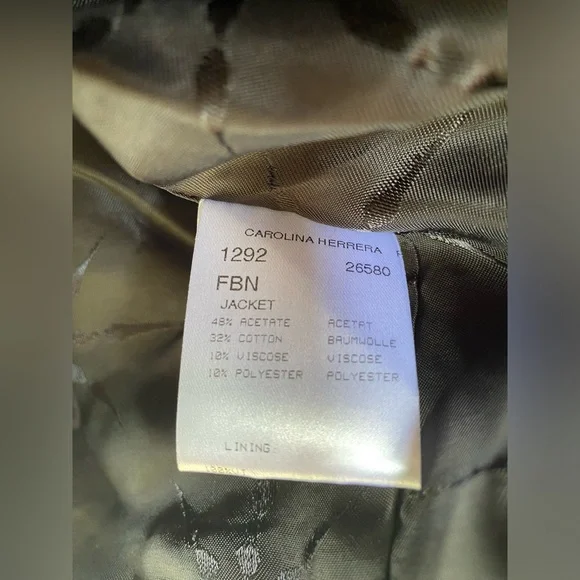 CAROLINA HERRERA
1292
26580
FBN
JACKET
48% ACETATE ACETAT
32% COTTON BAUMWOLLE
10% VISCOSE VISCOSE
10% POLYESTER POLYESTER
LINING